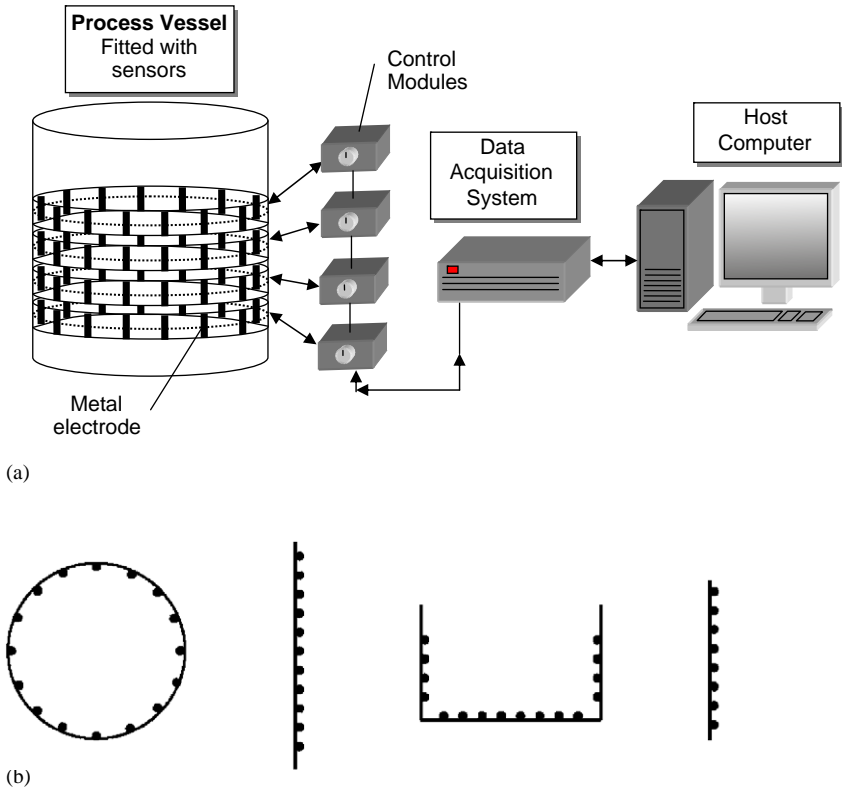 Process Vessel
Fitted with
sensors
Control
Modules
Data
Acquisition
System
Host
Computer
Metal
electrode
(a)
(b)